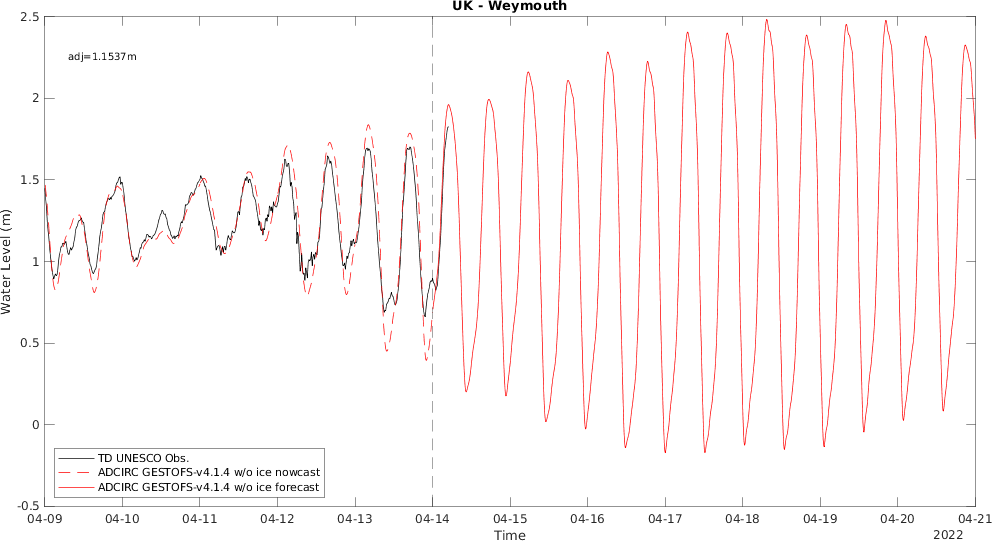 UK - Weymouth
adj=1.1537m
2.5
2
1.5
1
0.5
0
-0.5
Water Level (m)
TD UNESCO Obs.
ADCIRC GESTOFS-v4.1.4 w/o ice nowcast
ADCIRC GESTOFS-v4.1.4 w/o ice forecast
04-09 04-10 04-11 04-12 04-13 04-14 04-15 04-16 04-17 04-18 04-19 04-20 04-21
Time
2022